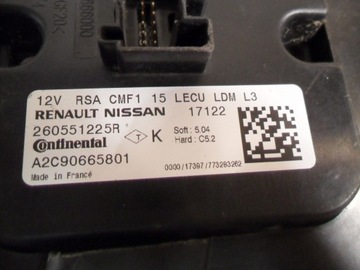 12V RSA CMF1 15 LECU LDM L3
RENAULT NISSAN 17122
260551225R
Continental
K
Soft : 5.04
Hard : C5.2
A2C90665801
0000/17397/773293262
Made in France